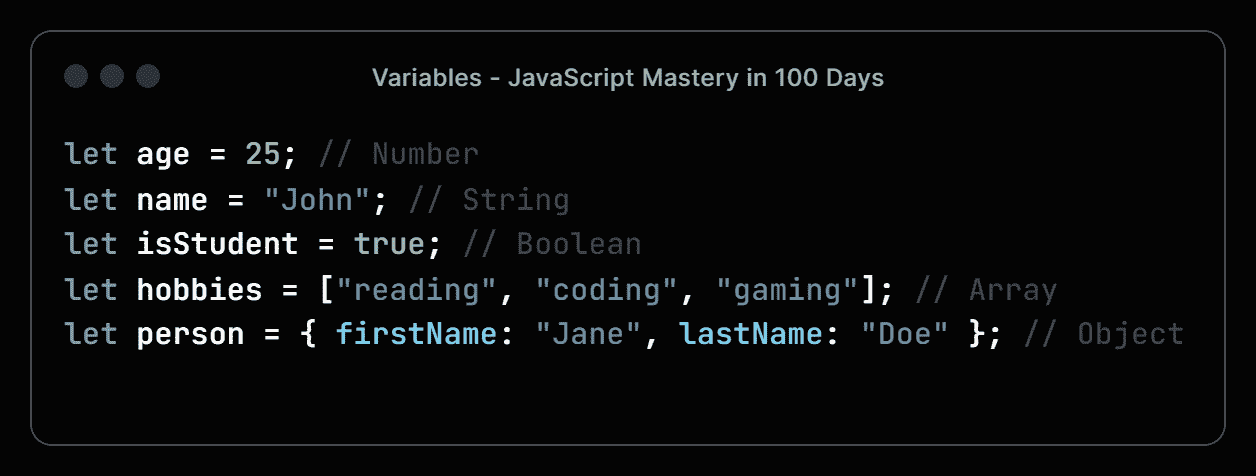 Variables - JavaScript Mastery in 100 Days
let age = 25; // Number
let name = "John"; // String
let isStudent = true; // Boolean
let hobbies = ["reading", "coding", "gaming"]; // Array
let person = { firstName: "Jane", lastName: "Doe" }; // Object